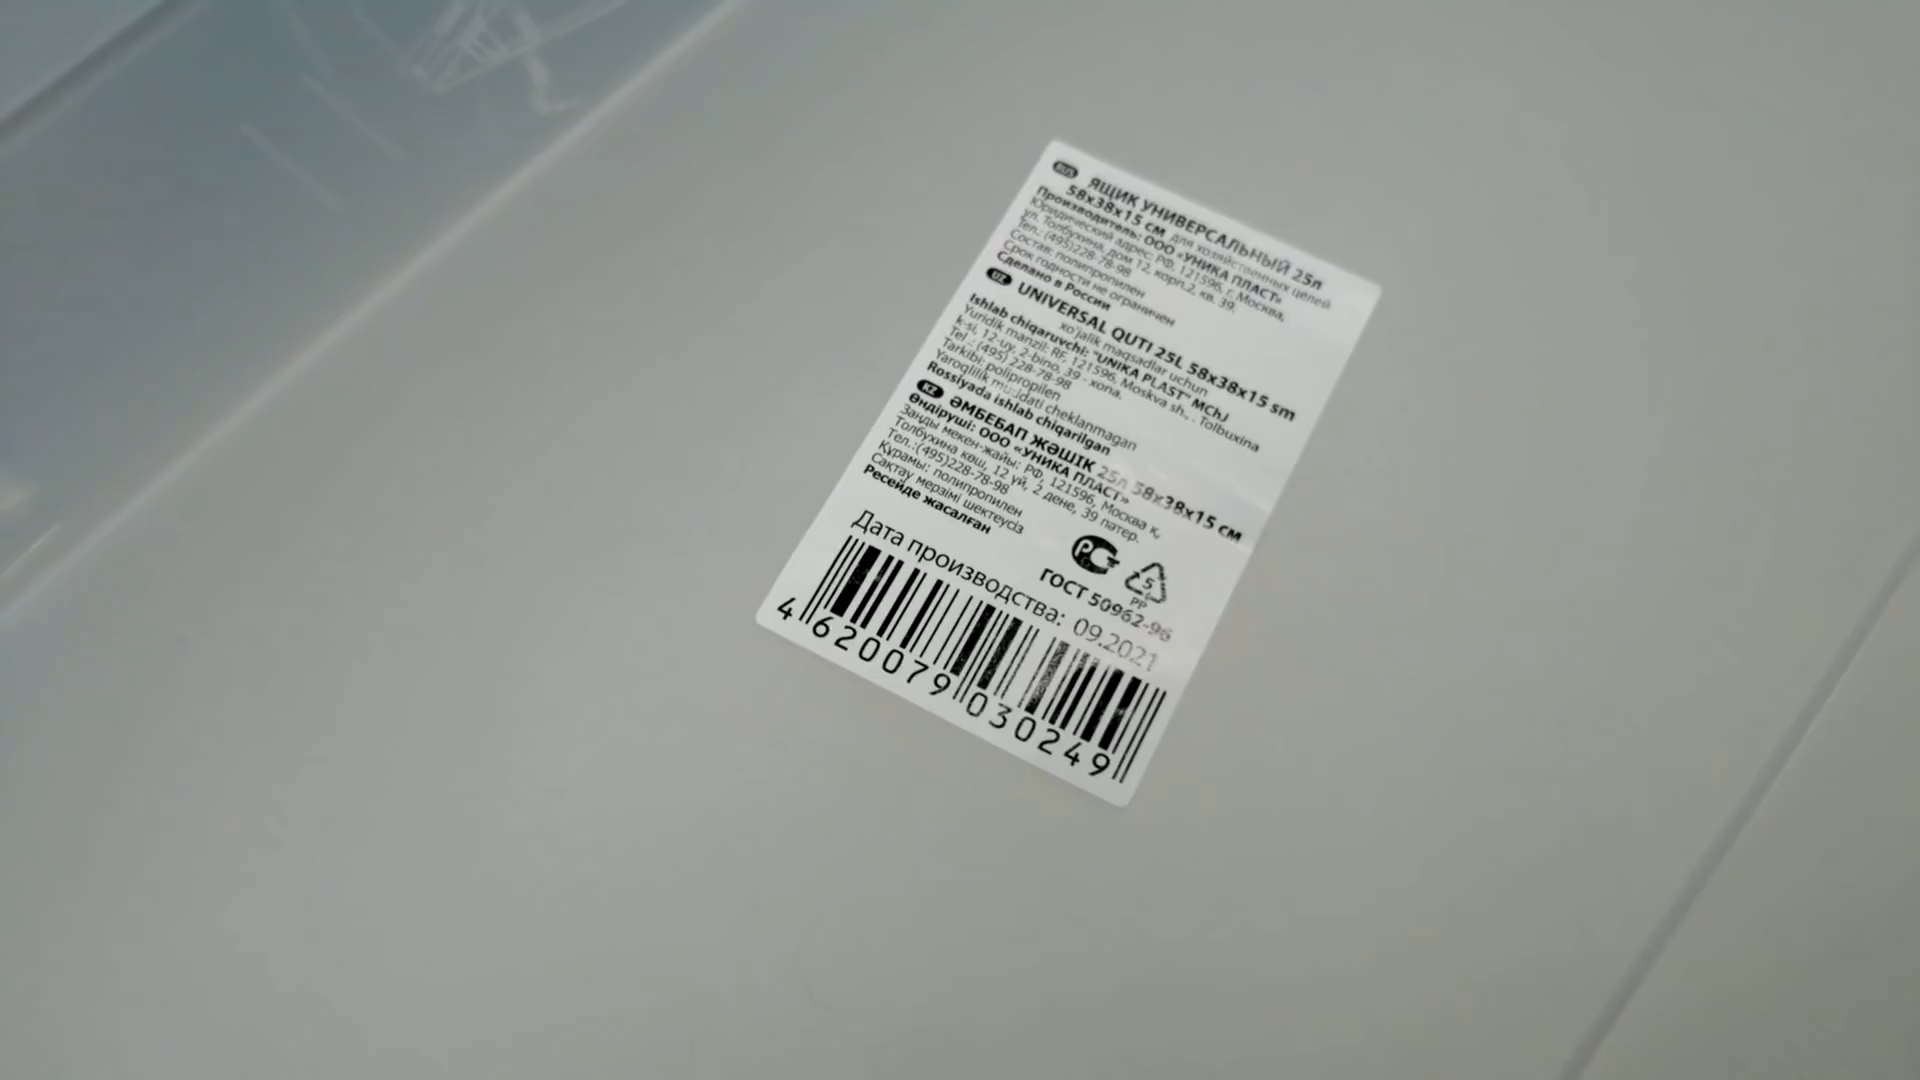 RUS ЯЩИК УНИВЕРСАЛЬНЫЙ 25л
58х38х15 см для хозяйственных целей
Производитель: ООО «УНИКА ПЛАСТ»
Юридический адрес: РФ, 121596, г. Москва,
ул. Толбухина, дом 12, корп.2, кв. 39,
Тел.: (495)228-78-98
Состав: полипропилен
Срок годности не ограничен
Сделано в России
UZ UNIVERSAL QUTI 25L 58x38x15 sm
xo'jalik maqsadlar uchun
Ishlab chiqaruvchi: "UNIKA PLAST" MChJ
Yuridik manzil: RF, 121596, Moskva sh., . Tolbuxina
k-si, 12-uy, 2-bino, 39 - xona.
Tel .: (495) 228-78-98
Tarkibi: polipropilen
Yaroqlilik muddati cheklanmagan
Rossiyada ishlab chiqarilgan
KZ ӘМБЕБАП ЖӘШІК 25л 58х38х15 см
Өндіруші: ООО «УНИКА ПЛАСТ»
Заңды мекен-жайы: РФ, 121596, Москва қ,
Толбухина көш, 12 үй, 2 дене, 39 пәтер.
Тел.:(495)228-78-98
Құрамы: полипропилен
Сақтау мерзімі шектеусіз
Ресейде жасалған
5
PP
ГОСТ 50962-96
Дата производства: 09.2021
4 620079 030249